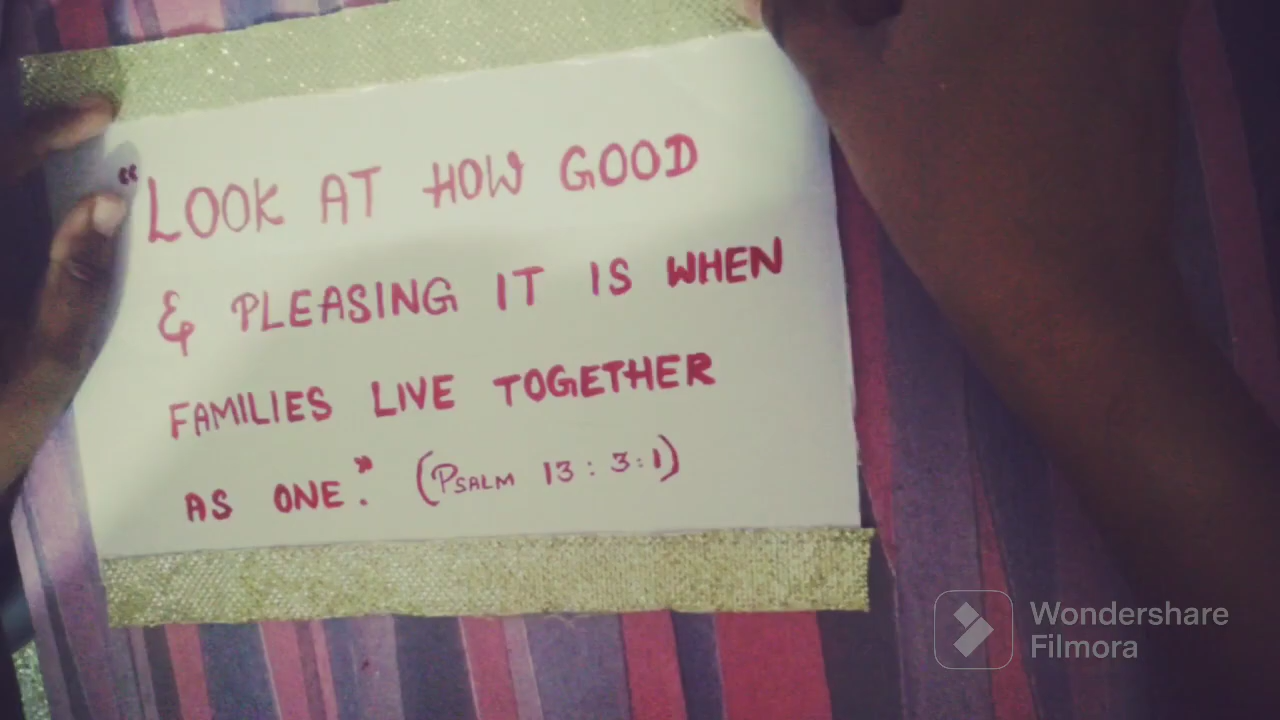 “LOOK AT HOW GOOD
& PLEASING IT IS WHEN
FAMILIES LIVE TOGETHER
AS ONE.” (PSALM 13:3:1)
Wondershare
Filmora